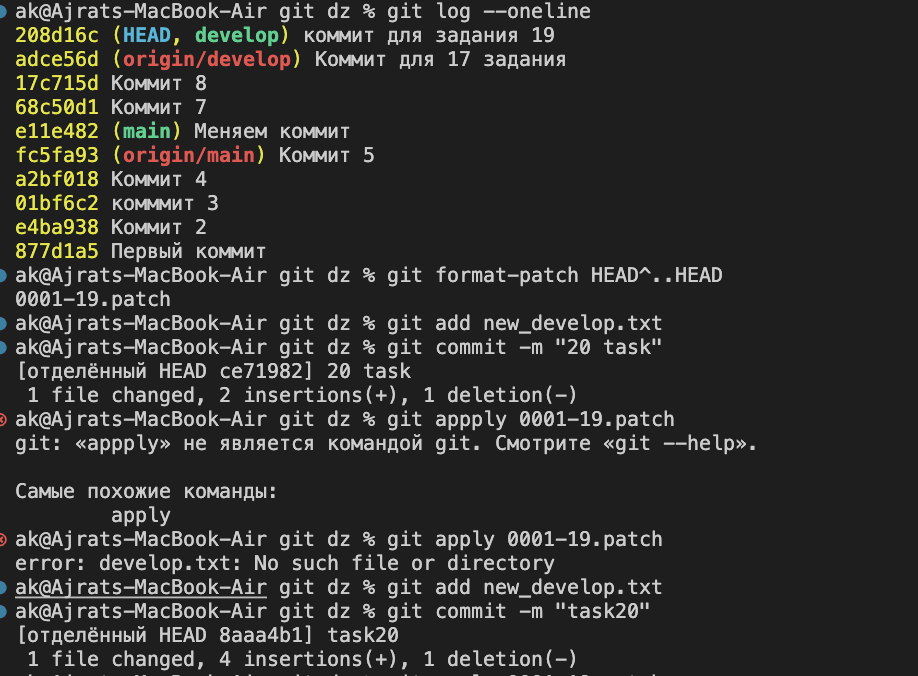 ak@Ajrats-MacBook-Air git dz % git log --oneline
208d16c (HEAD, develop) коммит для задания 19
adce56d (origin/develop) Коммит для 17 задания
17c715d Коммит 8
68c50d1 Коммит 7
e11e482 (main) Меняем коммит
fc5fa93 (origin/main) Коммит 5
a2bf018 Коммит 4
01bf6c2 комммит 3
e4ba938 Коммит 2
877d1a5 Первый коммит
ak@Ajrats-MacBook-Air git dz % git format-patch HEAD^..HEAD
0001-19.patch
ak@Ajrats-MacBook-Air git dz % git add new_develop.txt
ak@Ajrats-MacBook-Air git dz % git commit -m "20 task"
[отделённый HEAD ce71982] 20 task
1 file changed, 2 insertions(+), 1 deletion(-)
ak@Ajrats-MacBook-Air git dz % git appply 0001-19.patch
git: «appply» не является командой git. Смотрите «git --help».
Самые похожие команды:
apply
ak@Ajrats-MacBook-Air git dz % git apply 0001-19.patch
error: develop.txt: No such file or directory
ak@Ajrats-MacBook-Air git dz % git add new_develop.txt
ak@Ajrats-MacBook-Air git dz % git commit -m "task20"
[отделённый HEAD 8aaa4b1] task20
1 file changed, 4 insertions(+), 1 deletion(-)